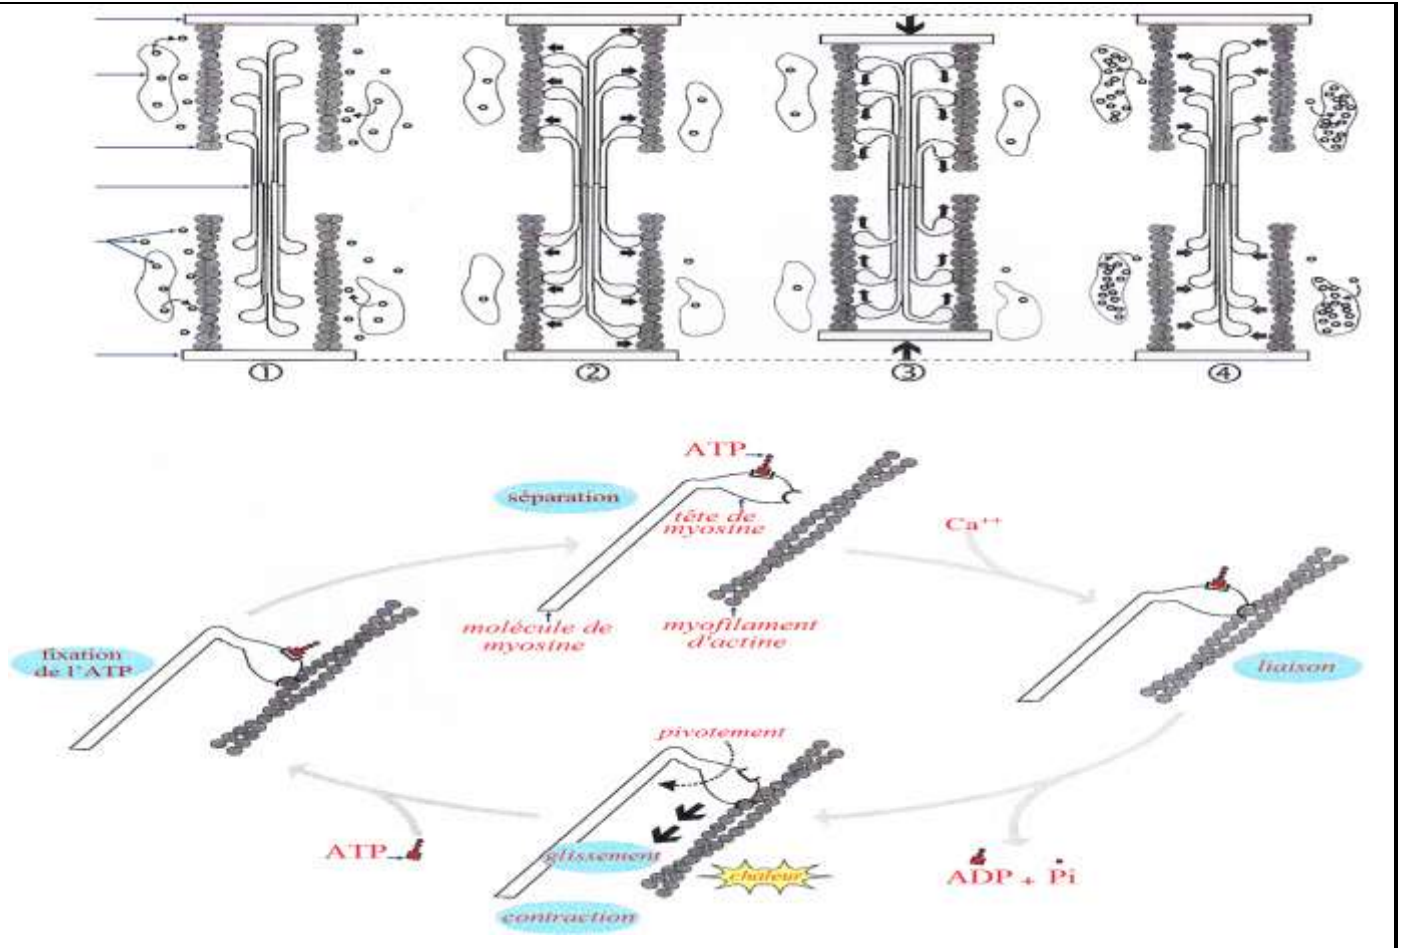 ① ② ③ ④
ATP
séparation
tête de
myosine
Ca⁺⁺
molécule de
myosine
myofilament
d'actine
fixation
de l'ATP
liaison
pivotement
ATP
glissement
chaleur
ADP + Pi
contraction